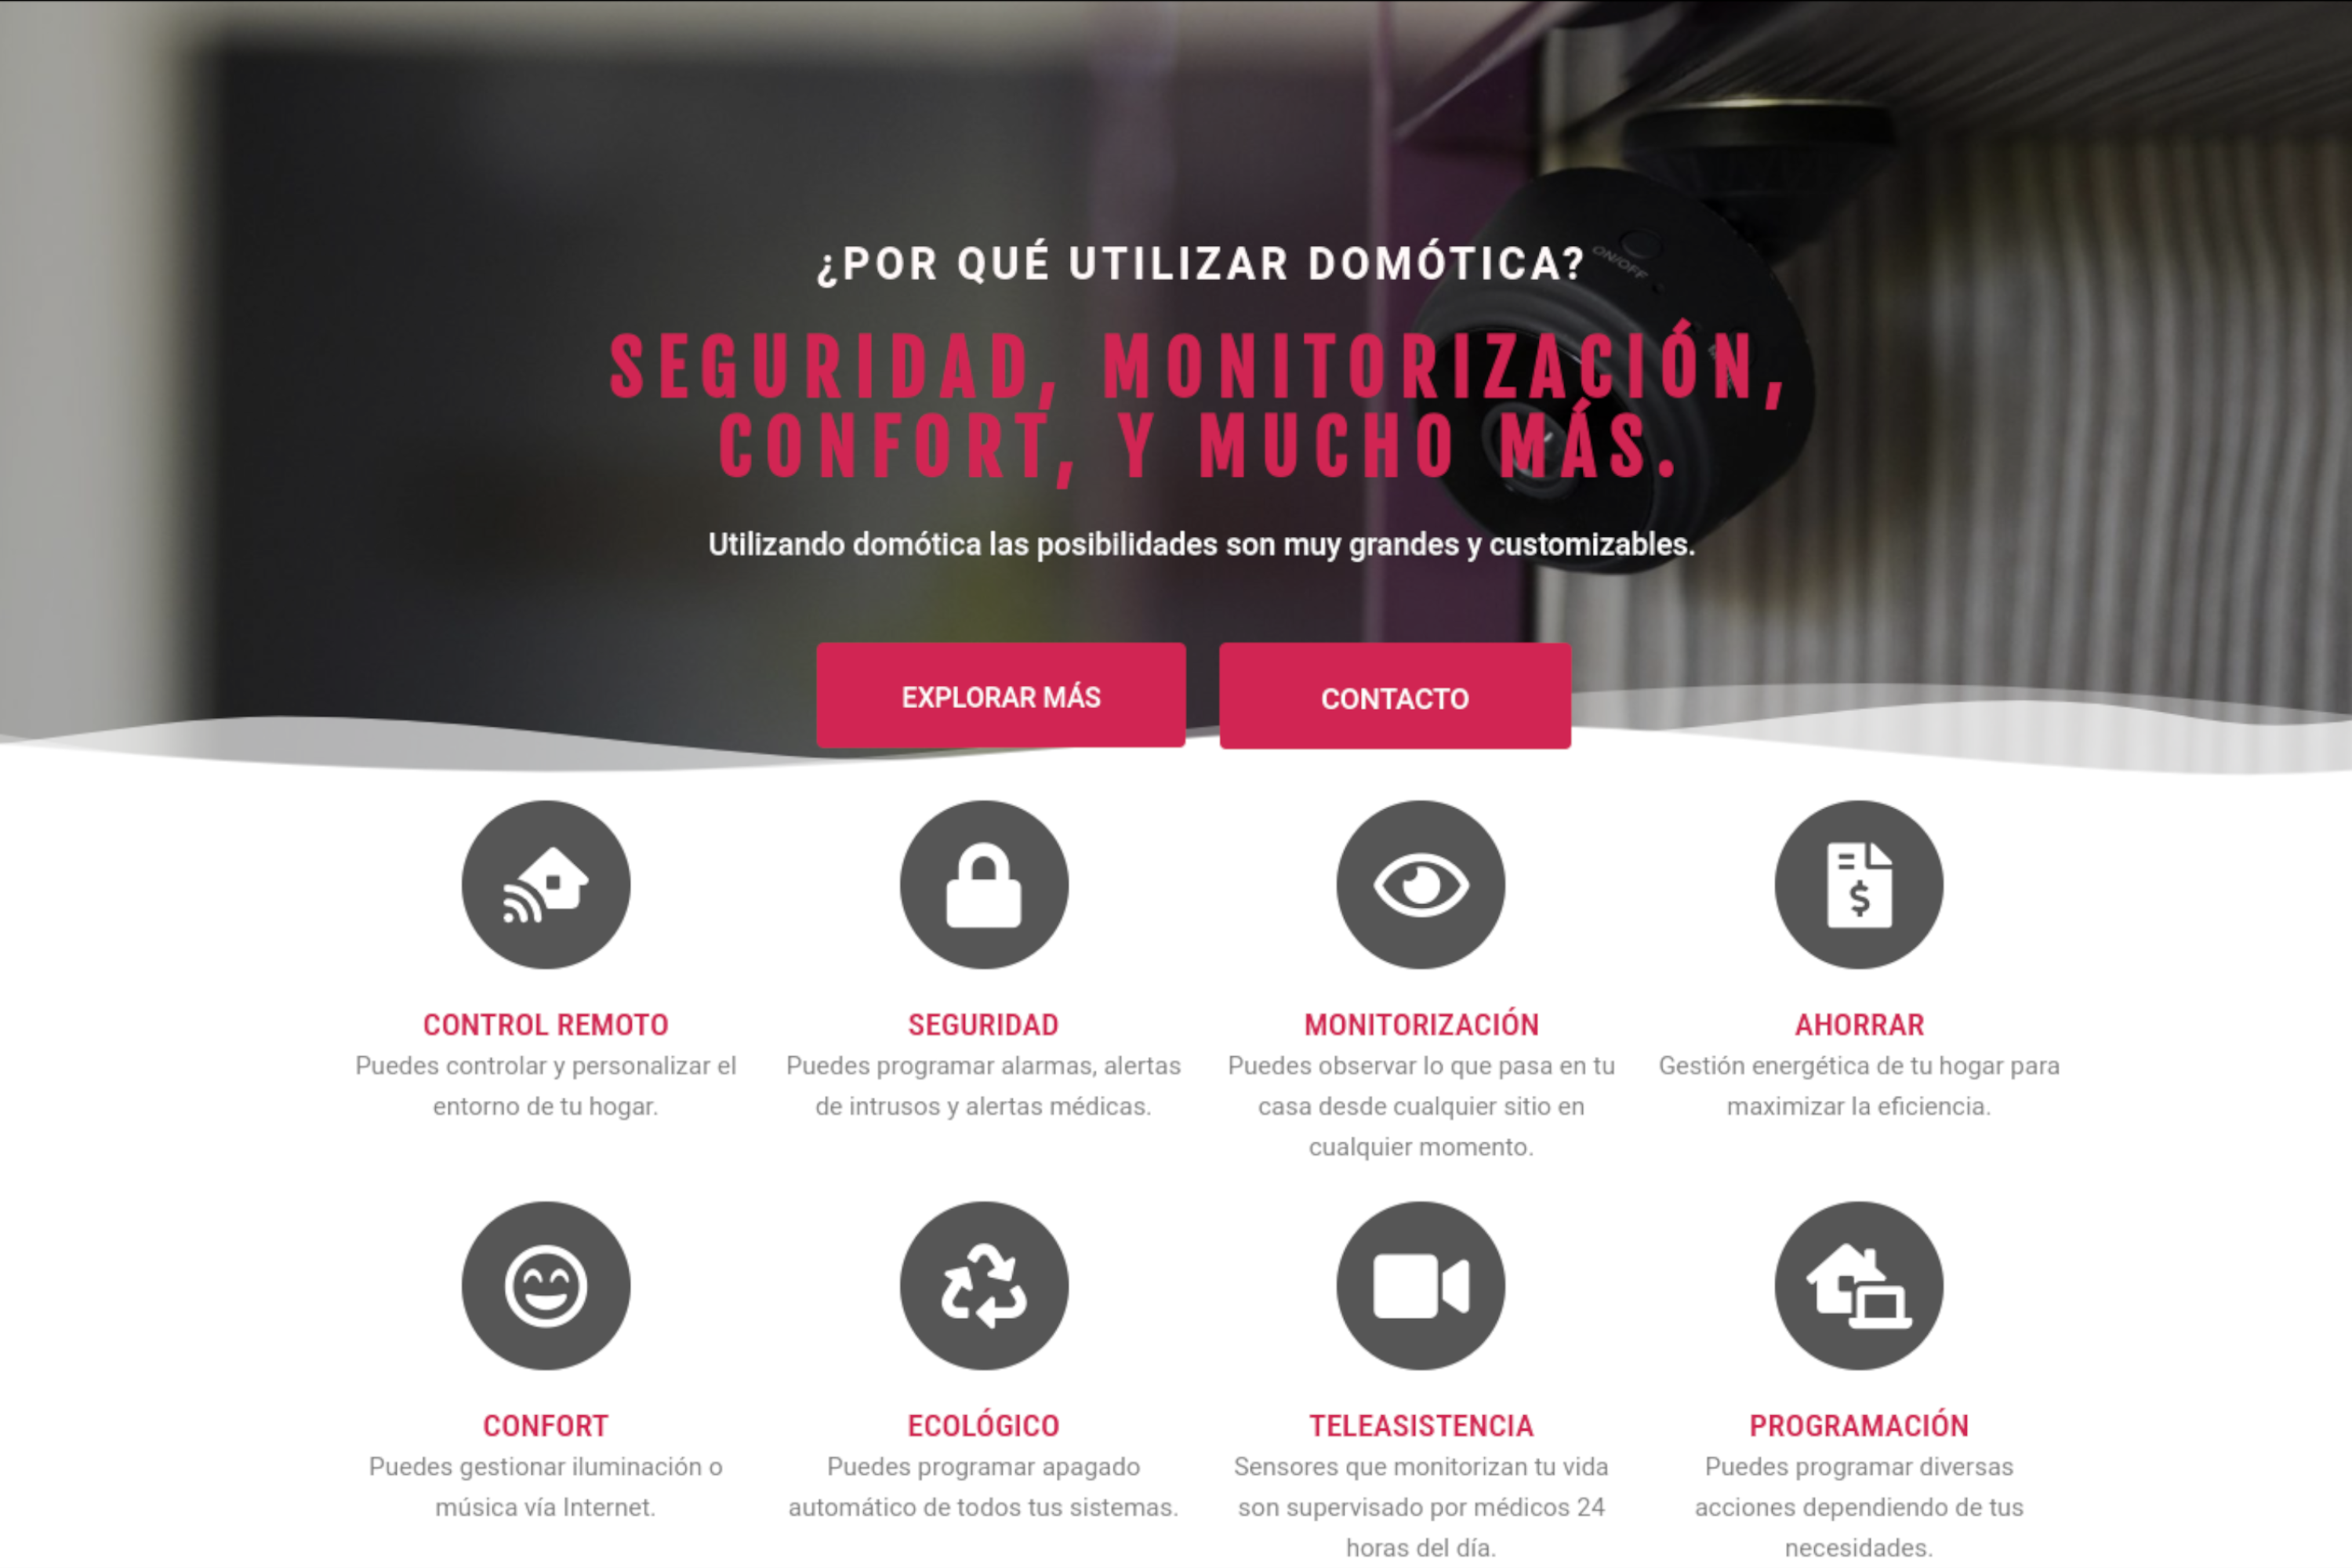 ¿POR QUÉ UTILIZAR DOMÓTICA?
ON/OFF
SEGURIDAD, MONITORIZACIÓN,
CONFORT, Y MUCHO MÁS.
Utilizando domótica las posibilidades son muy grandes y customizables.
EXPLORAR MÁS
CONTACTO
CONTROL REMOTO
Puedes controlar y personalizar el
entorno de tu hogar.
SEGURIDAD
Puedes programar alarmas, alertas
de intrusos y alertas médicas.
MONITORIZACIÓN
Puedes observar lo que pasa en tu
casa desde cualquier sitio en
cualquier momento.
AHORRAR
Gestión energética de tu hogar para
maximizar la eficiencia.
CONFORT
Puedes gestionar iluminación o
música vía Internet.
ECOLÓGICO
Puedes programar apagado
automático de todos tus sistemas.
TELEASISTENCIA
Sensores que monitorizan tu vida
son supervisado por médicos 24
horas del día.
PROGRAMACIÓN
Puedes programar diversas
acciones dependiendo de tus
necesidades.